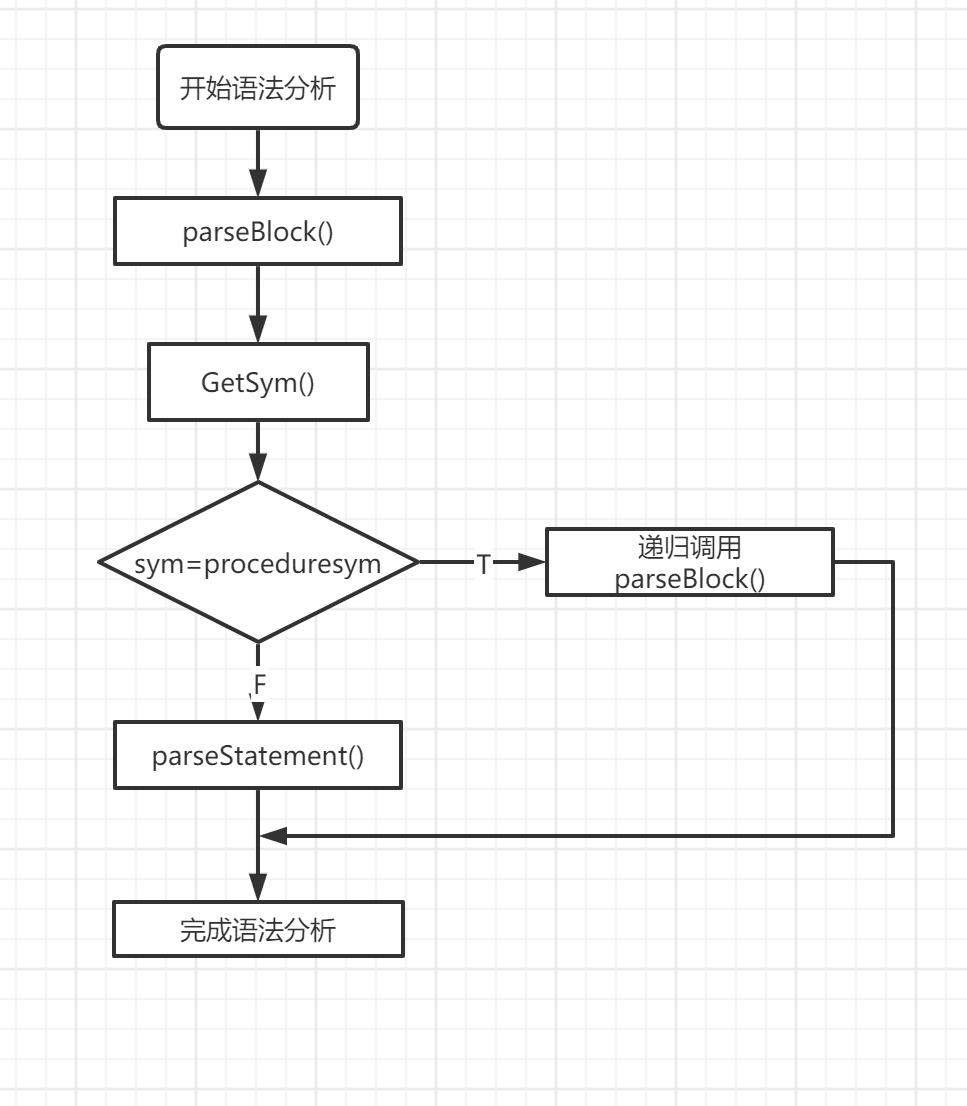 开始语法分析
parseBlock()
GetSym()
sym=proceduresym
T
递归调用
parseBlock()
F
parseStatement()
完成语法分析